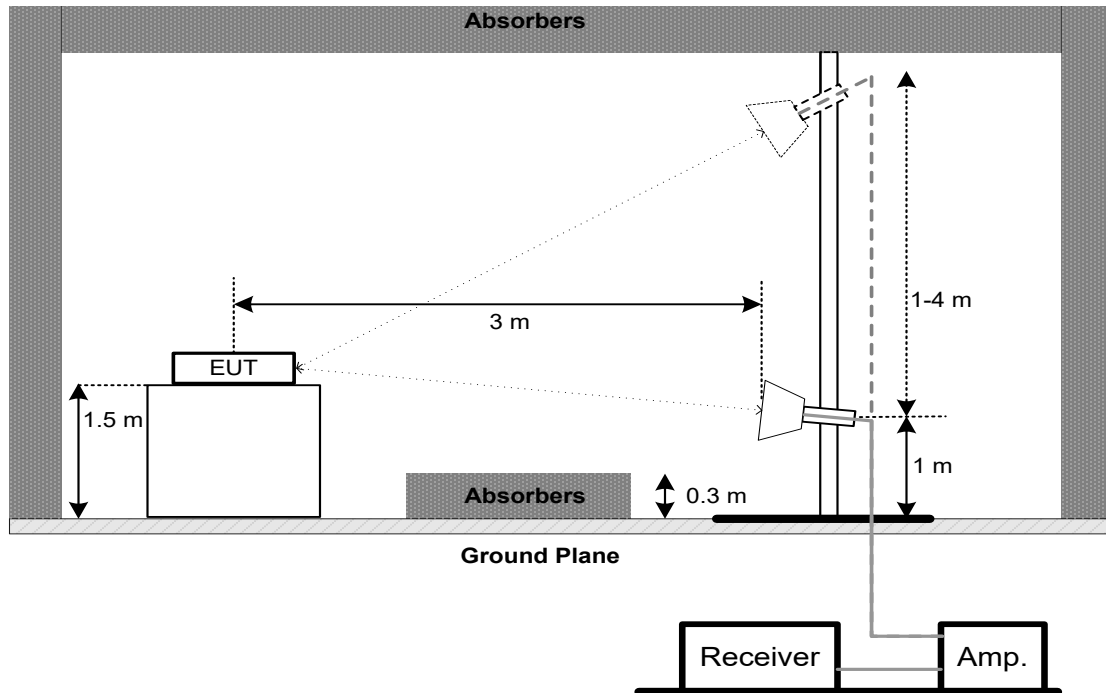 Absorbers
1-4 m
3 m
EUT
1.5 m
1 m
Absorbers
0.3 m
Ground Plane
Receiver
Amp.